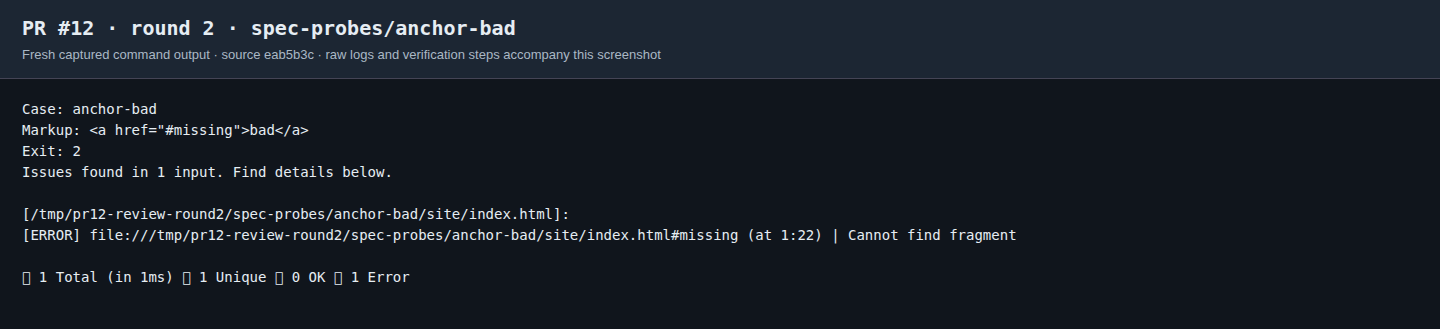 PR #12 · round 2 · spec-probes/anchor-bad
Fresh captured command output · source eab5b3c · raw logs and verification steps accompany this screenshot
Case: anchor-bad
Markup: <a href="#missing">bad</a>
Exit: 2
Issues found in 1 input. Find details below.
[/tmp/pr12-review-round2/spec-probes/anchor-bad/site/index.html]:
[ERROR] file:///tmp/pr12-review-round2/spec-probes/anchor-bad/site/index.html#missing (at 1:22) | Cannot find fragment
1 Total (in 1ms) 1 Unique 0 OK 1 Error